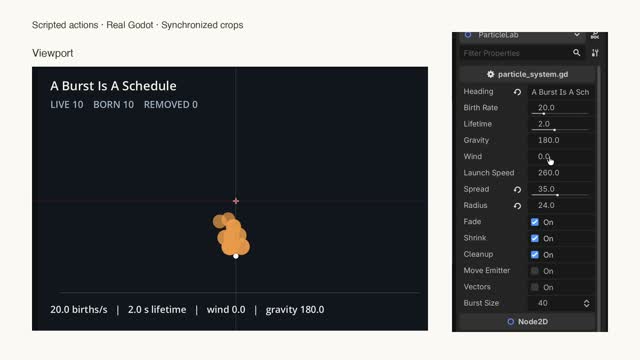 Scripted actions · Real Godot · Synchronized crops
Viewport
A Burst Is A Schedule
LIVE 10 BORN 10 REMOVED 0
20.0 births/s | 2.0 s lifetime | wind 0.0 | gravity 180.0
ParticleLab
Filter Properties
particle_system.gd
Heading A Burst Is A Sch
Birth Rate 20.0
Lifetime 2.0
Gravity 180.0
Wind 0.0
Launch Speed 260.0
Spread 35.0
Radius 24.0
Fade On
Shrink On
Cleanup On
Move Emitter On
Vectors On
Burst Size 40
Node2D